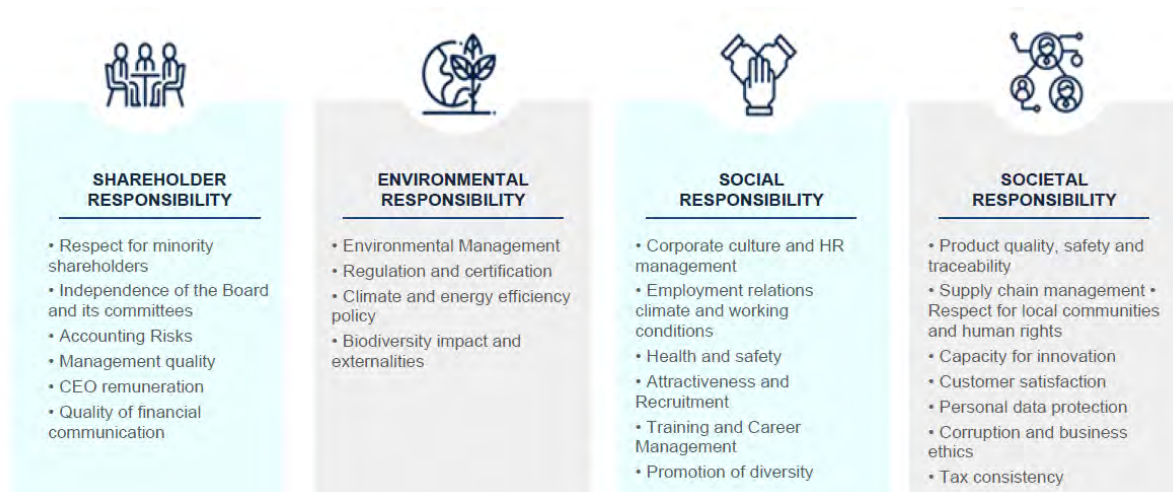 SHAREHOLDER
RESPONSIBILITY
• Respect for minority
shareholders
• Independence of the Board
and its committees
• Accounting Risks
• Management quality
• CEO remuneration
• Quality of financial
communication
ENVIRONMENTAL
RESPONSIBILITY
• Environmental Management
• Regulation and certification
• Climate and energy efficiency
policy
• Biodiversity impact and
externalities
SOCIAL
RESPONSIBILITY
• Corporate culture and HR
management
• Employment relations
climate and working
conditions
• Health and safety
• Attractiveness and
Recruitment
• Training and Career
Management
• Promotion of diversity
SOCIETAL
RESPONSIBILITY
• Product quality, safety and
traceability
• Supply chain management •
Respect for local communities
and human rights
• Capacity for innovation
• Customer satisfaction
• Personal data protection
• Corruption and business
ethics
• Tax consistency